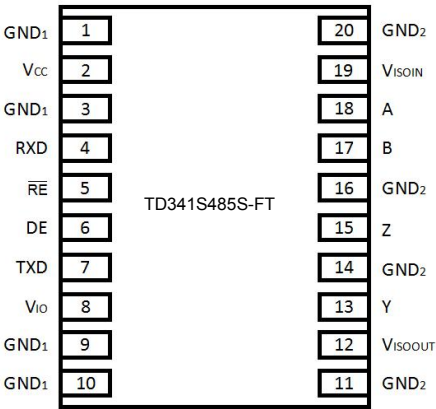 GND1 1 20 GND2
VCC 2 19 VISOIN
GND1 3 18 A
RXD 4 17 B
R̅E̅ 5 16 GND2
TD341S485S-FT
DE 6 15 Z
TXD 7 14 GND2
VIO 8 13 Y
GND1 9 12 VISOOUT
GND1 10 11 GND2